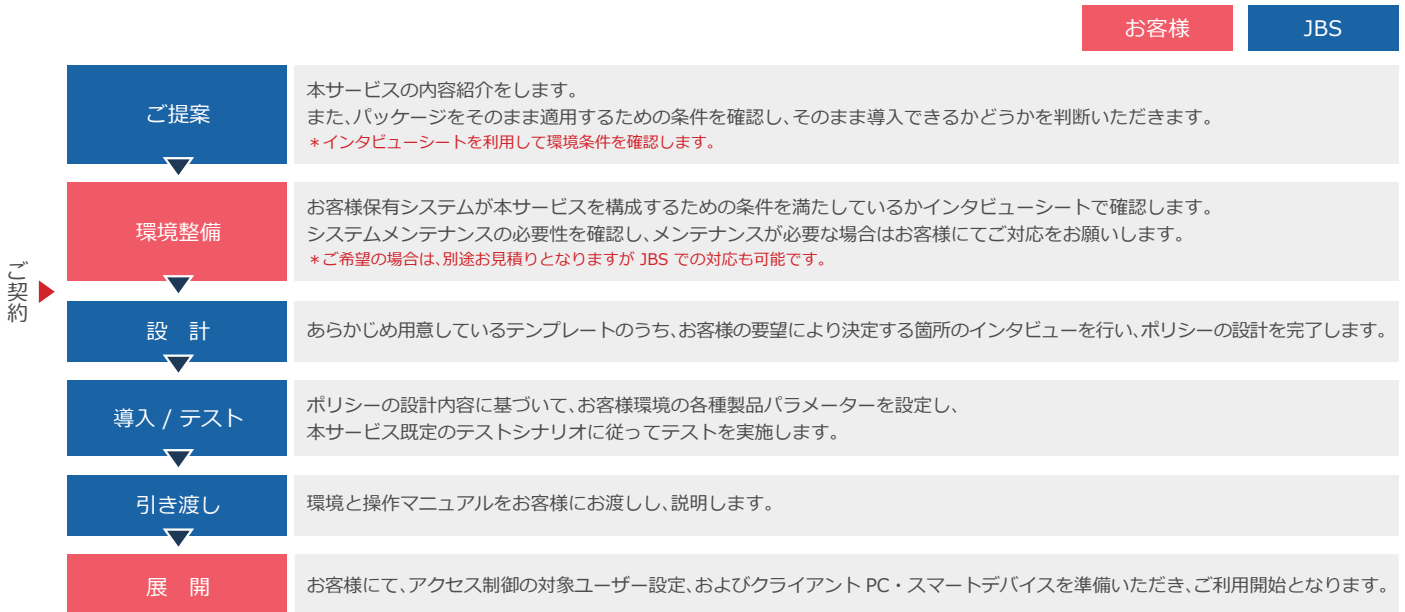 お客様
JBS
ご提案
本サービスの内容紹介をします。
また、パッケージをそのまま適用するための条件を確認し、そのまま導入できるかどうかを判断いただきます。
＊インタビューシートを利用して環境条件を確認します。
環境整備
お客様保有システムが本サービスを構成するための条件を満たしているかインタビューシートで確認します。
システムメンテナンスの必要性を確認し、メンテナンスが必要な場合はお客様にてご対応をお願いします。
＊ご希望の場合は、別途お見積りとなりますが JBS での対応も可能です。
ご契約
設　計
あらかじめ用意しているテンプレートのうち、お客様の要望により決定する箇所のインタビューを行い、ポリシーの設計を完了します。
導入 / テスト
ポリシーの設計内容に基づいて、お客様環境の各種製品パラメーターを設定し、
本サービス既定のテストシナリオに従ってテストを実施します。
引き渡し
環境と操作マニュアルをお客様にお渡しし、説明します。
展　開
お客様にて、アクセス制御の対象ユーザー設定、およびクライアント PC・スマートデバイスを準備いただき、ご利用開始となります。